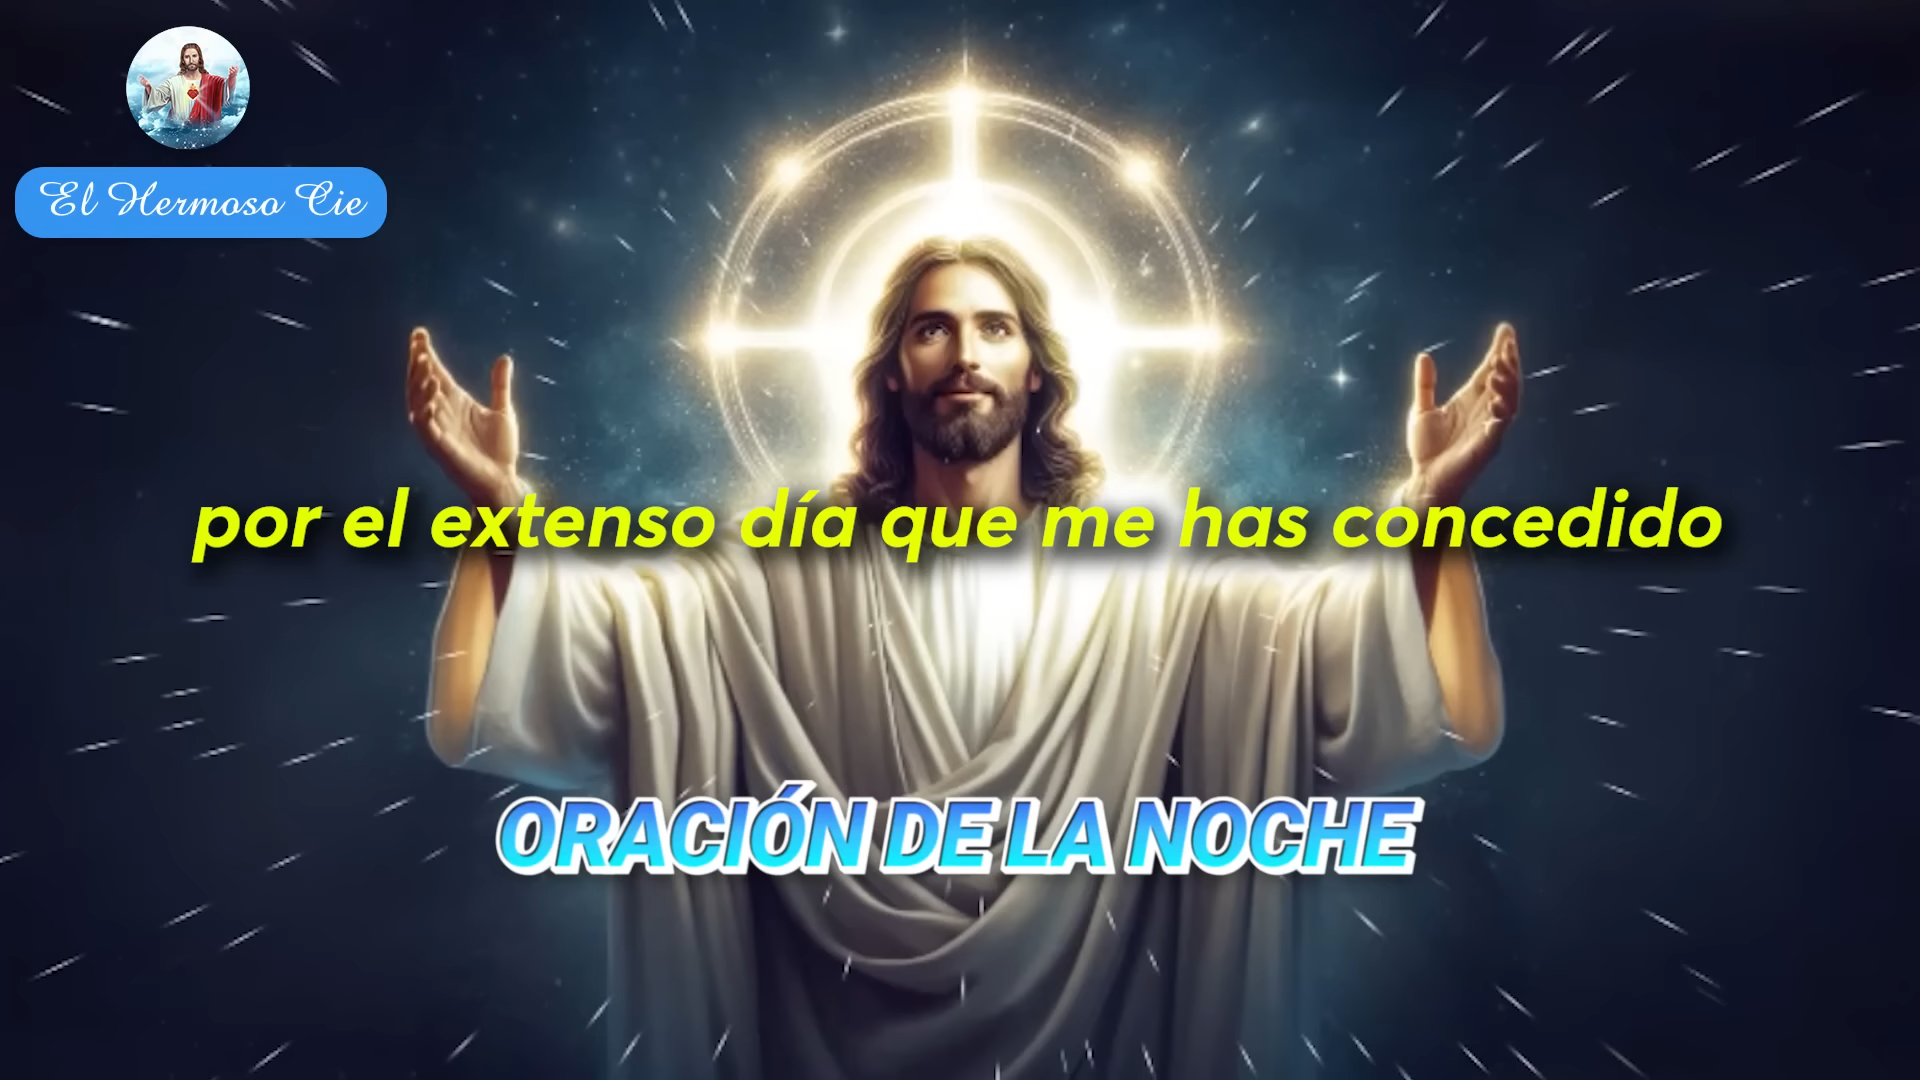 El Hermoso Cie
por el extenso día que me has concedido
ORACIÓN DE LA NOCHE